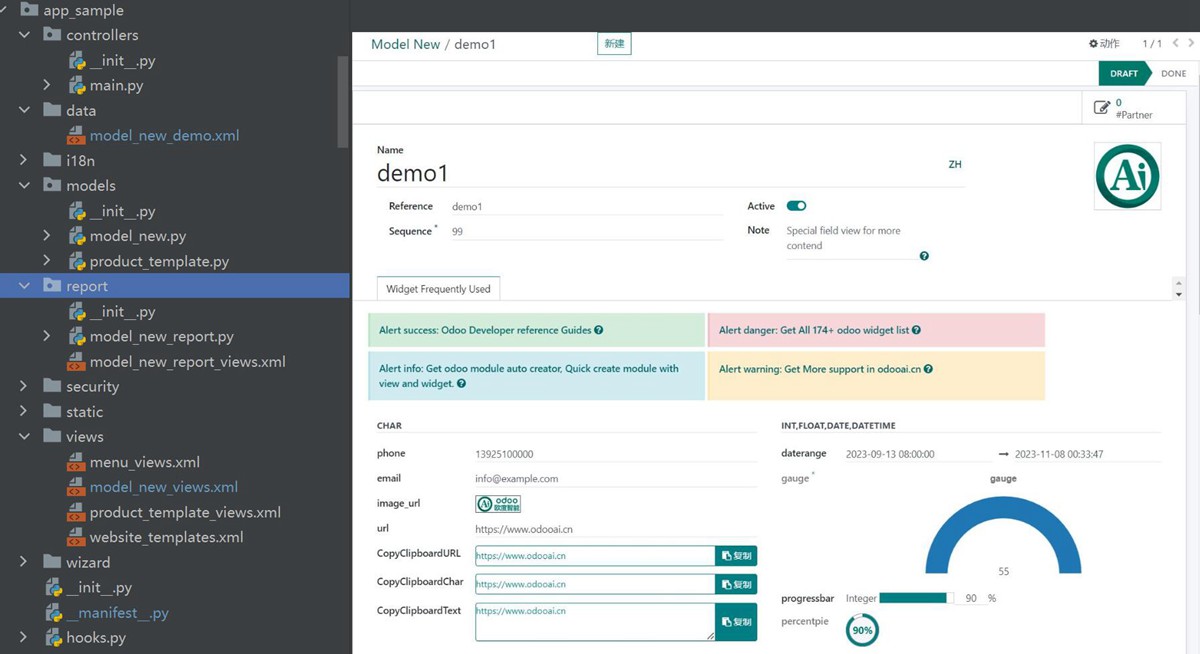 app_sample
controllers
__init__.py
main.py
data
model_new_demo.xml
i18n
models
__init__.py
model_new.py
product_template.py
report
__init__.py
model_new_report.py
model_new_report_views.xml
security
static
views
menu_views.xml
model_new_views.xml
product_template_views.xml
website_templates.xml
wizard
__init__.py
__manifest__.py
hooks.py
Model New / demo1
新建
动作
1 / 1
DRAFT
DONE
0
#Partner
Name
demo1
ZH
Ai
Reference demo1
Sequence * 99
Active
Note Special field view for more
contend
Widget Frequently Used
Alert success: Odoo Developer reference Guides
Alert danger: Get All 174+ odoo widget list
Alert info: Get odoo module auto creator, Quick create module with
view and widget.
Alert warning: Get More support in odooai.cn
CHAR
phone 13925100000
email info@example.com
image_url Ai odoo
欧度智能
url https://www.odooai.cn
CopyClipboardURL https://www.odooai.cn 复制
CopyClipboardChar https://www.odooai.cn 复制
CopyClipboardText https://www.odooai.cn 复制
INT,FLOAT,DATE,DATETIME
daterange 2023-09-13 08:00:00 → 2023-11-08 00:33:47
gauge * gauge
55
progressbar Integer 90 %
percentpie 90%